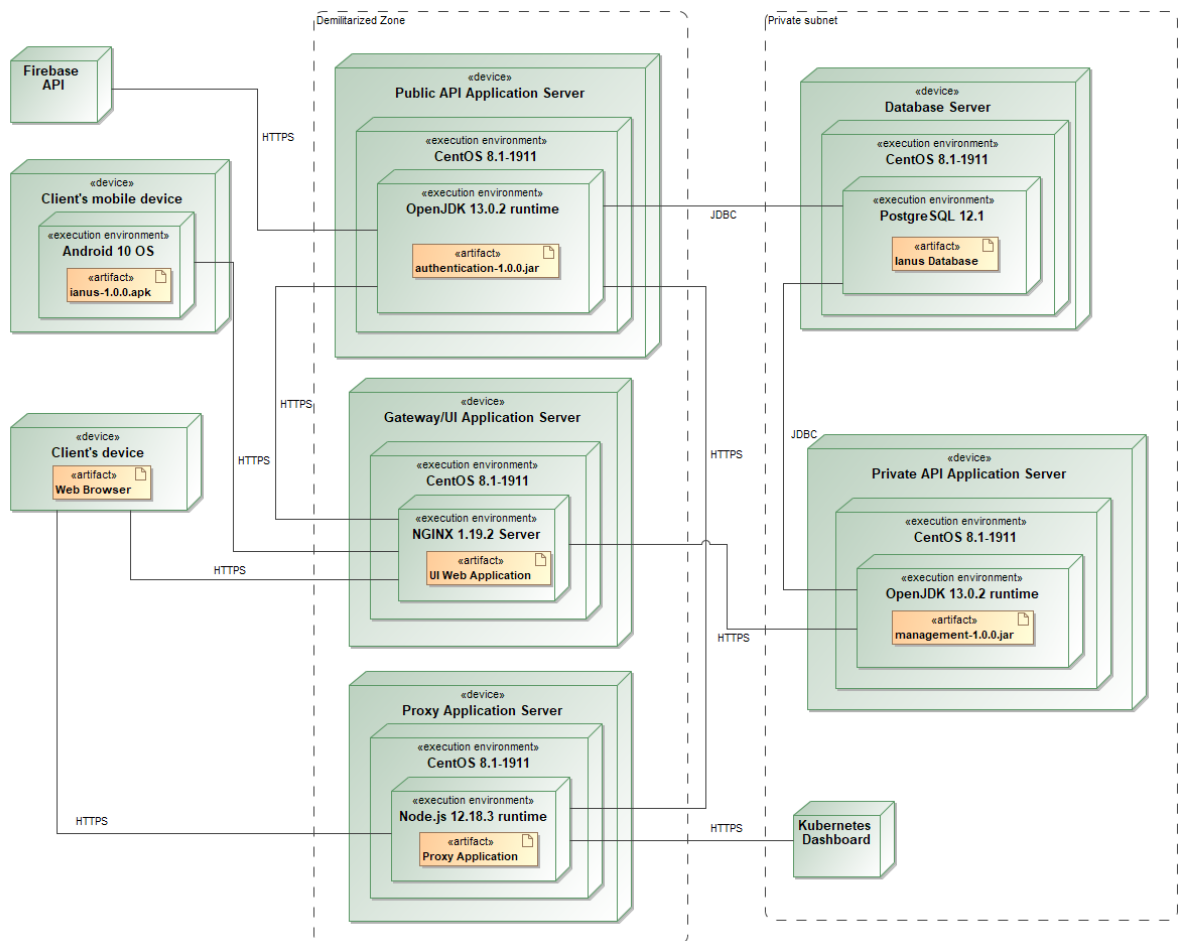 Demilitarized Zone
Private subnet
Firebase
API
HTTPS
«device»
Client's mobile device
«execution environment»
Android 10 OS
«artifact»
ianus-1.0.0.apk
HTTPS
«device»
Client's device
«artifact»
Web Browser
HTTPS
HTTPS
«device»
Public API Application Server
«execution environment»
CentOS 8.1-1911
«execution environment»
OpenJDK 13.0.2 runtime
«artifact»
authentication-1.0.0.jar
HTTPS
JDBC
HTTPS
«device»
Gateway/UI Application Server
«execution environment»
CentOS 8.1-1911
«execution environment»
NGINX 1.19.2 Server
«artifact»
UI Web Application
HTTPS
«device»
Proxy Application Server
«execution environment»
CentOS 8.1-1911
«execution environment»
Node.js 12.18.3 runtime
«artifact»
Proxy Application
HTTPS
«device»
Database Server
«execution environment»
CentOS 8.1-1911
«execution environment»
PostgreSQL 12.1
«artifact»
Ianus Database
JDBC
«device»
Private API Application Server
«execution environment»
CentOS 8.1-1911
«execution environment»
OpenJDK 13.0.2 runtime
«artifact»
management-1.0.0.jar
Kubernetes
Dashboard